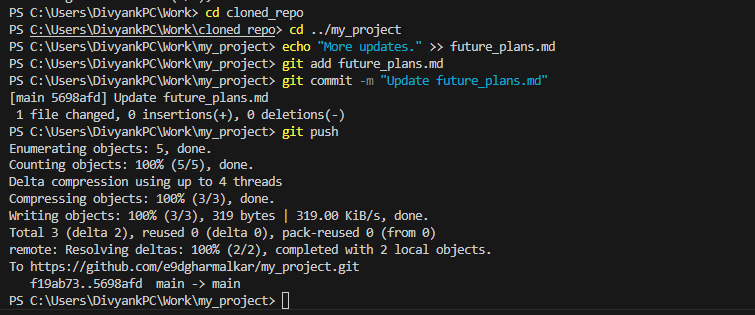 PS C:\Users\DivyankPC\Work> cd cloned_repo
PS C:\Users\DivyankPC\Work\cloned_repo> cd ../my_project
PS C:\Users\DivyankPC\Work\my_project> echo "More updates." >> future_plans.md
PS C:\Users\DivyankPC\Work\my_project> git add future_plans.md
PS C:\Users\DivyankPC\Work\my_project> git commit -m "Update future_plans.md"
[main 5698afd] Update future_plans.md
 1 file changed, 0 insertions(+), 0 deletions(-)
PS C:\Users\DivyankPC\Work\my_project> git push
Enumerating objects: 5, done.
Counting objects: 100% (5/5), done.
Delta compression using up to 4 threads
Compressing objects: 100% (3/3), done.
Writing objects: 100% (3/3), 319 bytes | 319.00 KiB/s, done.
Total 3 (delta 2), reused 0 (delta 0), pack-reused 0 (from 0)
remote: Resolving deltas: 100% (2/2), completed with 2 local objects.
To https://github.com/e9dgharmalkar/my_project.git
   f19ab73..5698afd  main -> main
PS C:\Users\DivyankPC\Work\my_project>